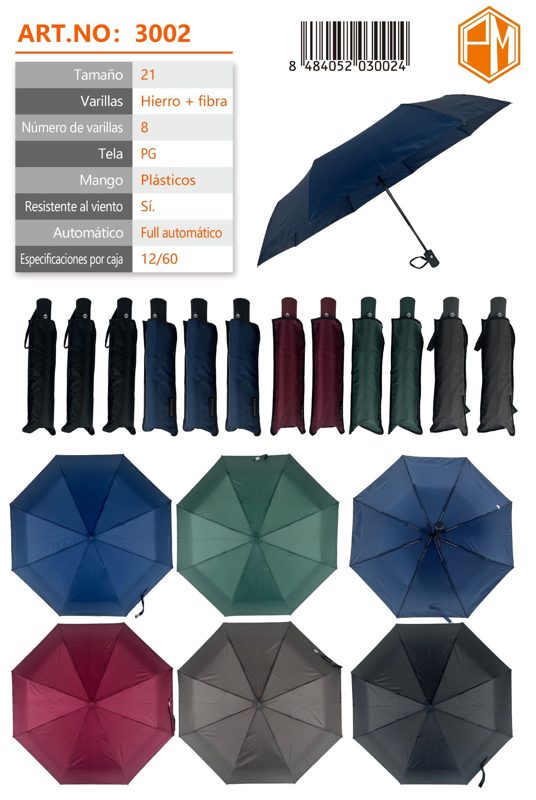 ART.NO: 3002
8 484052 030024
PM
Tamaño 21
Varillas Hierro + fibra
Número de varillas 8
Tela PG
Mango Plásticos
Resistente al viento Sí.
Automático Full automático
Especificaciones por caja 12/60